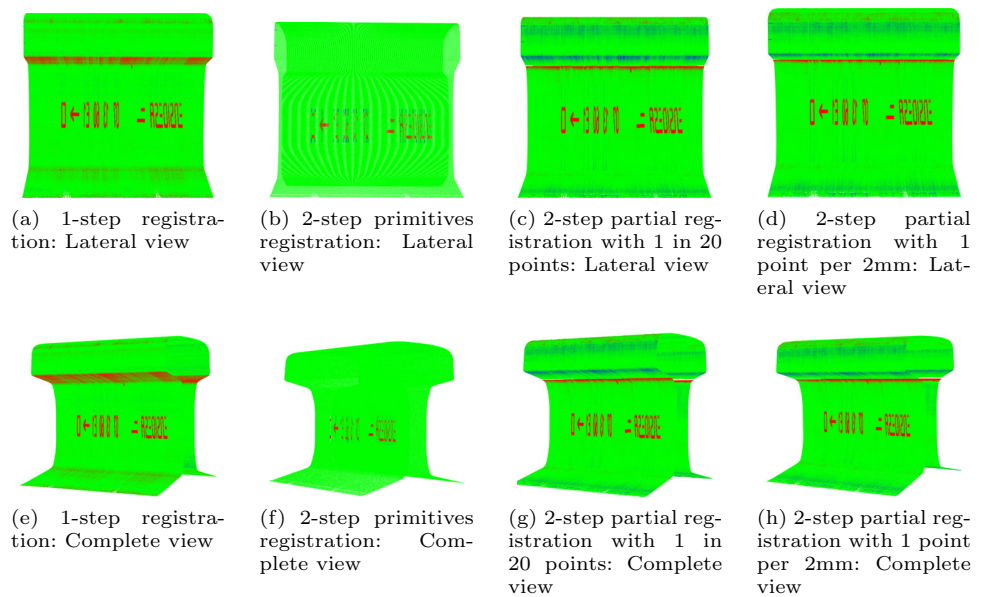 (a) 1-step registra-
tion: Lateral view
(b) 2-step primitives
registration: Lateral
view
(c) 2-step partial reg-
istration with 1 in 20
points: Lateral view
(d) 2-step partial
registration with 1
point per 2mm: Lat-
eral view
(e) 1-step registra-
tion: Complete view
(f) 2-step primitives
registration: Com-
plete view
(g) 2-step partial reg-
istration with 1 in
20 points: Complete
view
(h) 2-step partial reg-
istration with 1 point
per 2mm: Complete
view